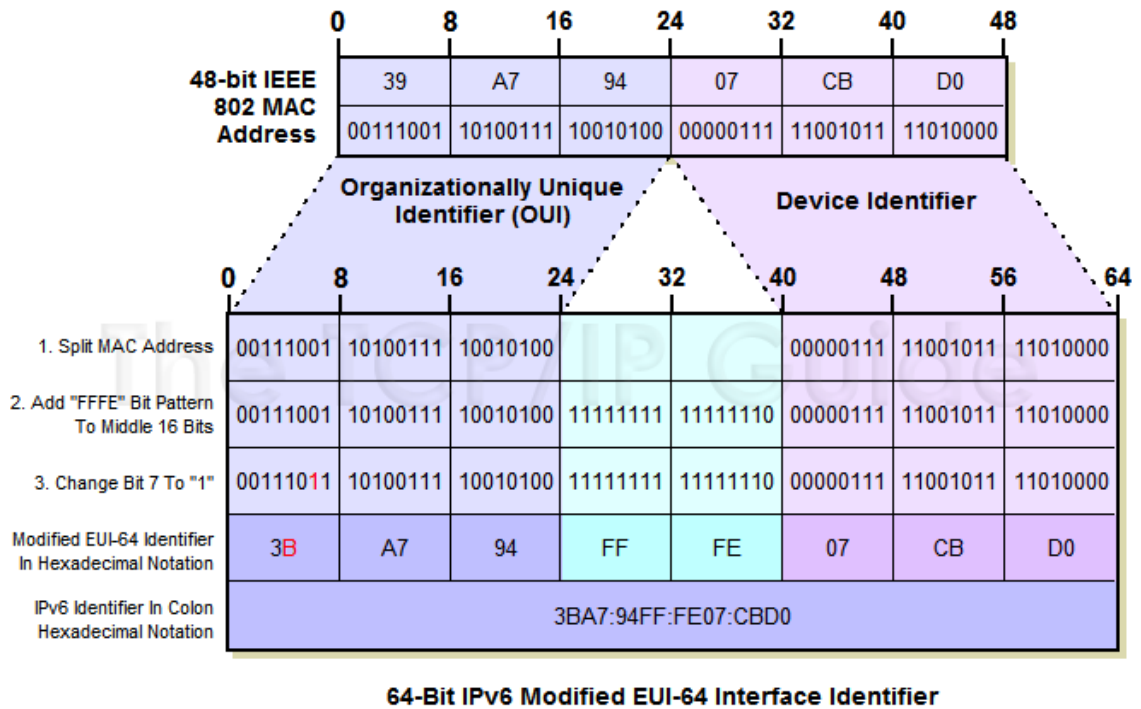 0 8 16 24 32 40 48
48-bit IEEE
802 MAC
Address
39 A7 94 07 CB D0
00111001 10100111 10010100 00000111 11001011 11010000
Organizationally Unique
Identifier (OUI)
Device Identifier
0 8 16 24 32 40 48 56 64
The TCP/IP Guide
1. Split MAC Address 00111001 10100111 10010100 00000111 11001011 11010000
2. Add "FFFE" Bit Pattern
To Middle 16 Bits
00111001 10100111 10010100 11111111 11111110 00000111 11001011 11010000
3. Change Bit 7 To "1" 00111011 10100111 10010100 11111111 11111110 00000111 11001011 11010000
Modified EUI-64 Identifier
In Hexadecimal Notation
3B A7 94 FF FE 07 CB D0
IPv6 Identifier In Colon
Hexadecimal Notation
3BA7:94FF:FE07:CBD0
64-Bit IPv6 Modified EUI-64 Interface Identifier